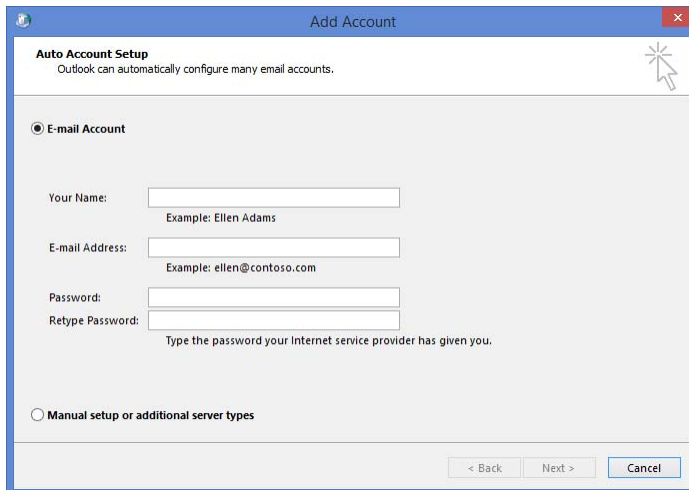 Add Account
Auto Account Setup
Outlook can automatically configure many email accounts.
E-mail Account
Your Name:
Example: Ellen Adams
E-mail Address:
Example: ellen@contoso.com
Password:
Retype Password:
Type the password your Internet service provider has given you.
Manual setup or additional server types
< Back Next > Cancel